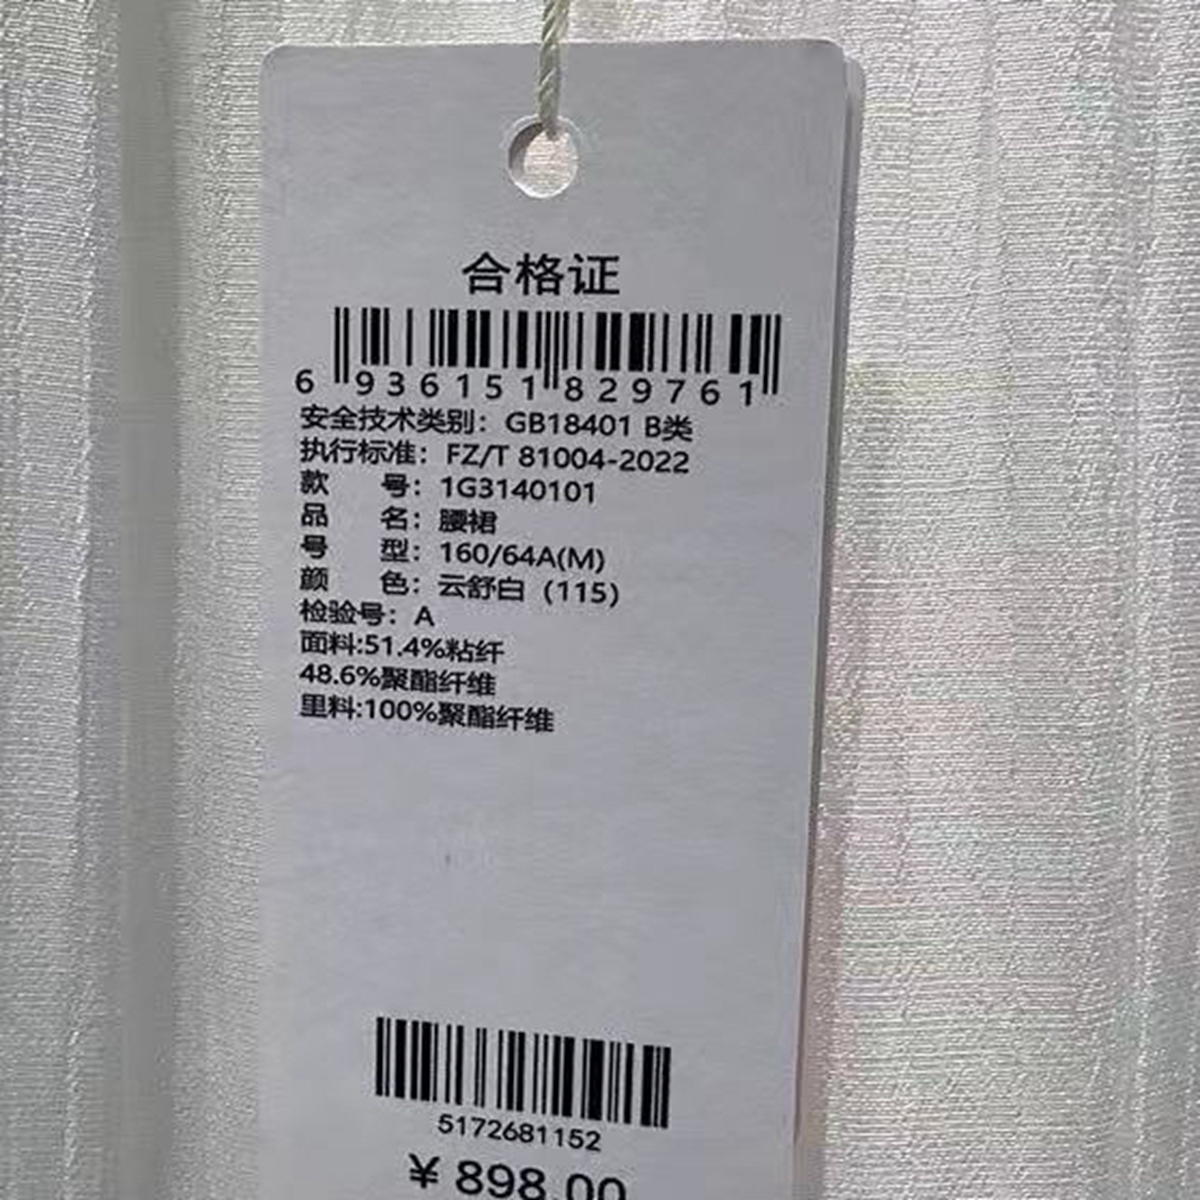 合格证
6 936151 829761
安全技术类别：GB18401 B类
执行标准：FZ/T 81004-2022
款 号：1G3140101
品 名：腰裙
号 型：160/64A(M)
颜 色：云舒白（115）
检验号：A
面料:51.4%粘纤
48.6%聚酯纤维
里料:100%聚酯纤维
5172681152
¥ 898.00